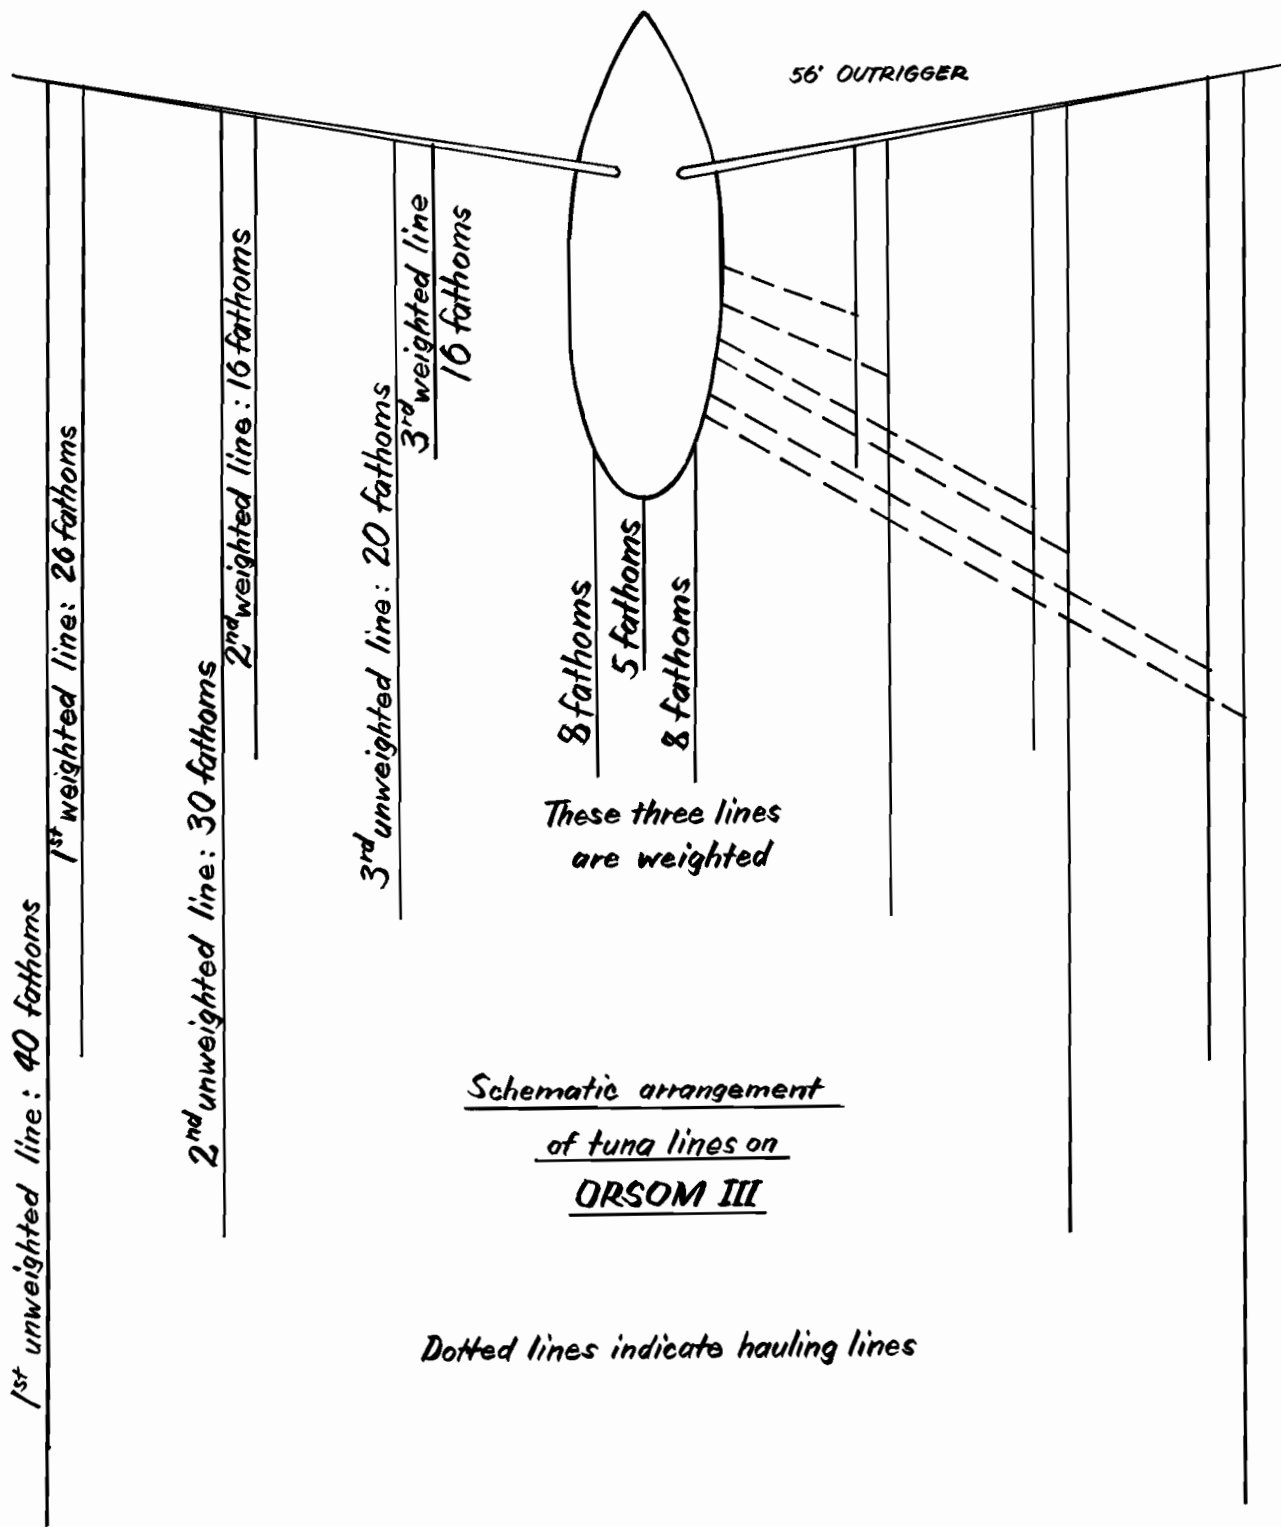 56' OUTRIGGER
1st unweighted line: 40 fathoms
1st weighted line: 26 fathoms
2nd unweighted line: 30 fathoms
2nd weighted line: 16 fathoms
3rd unweighted line: 20 fathoms
3rd weighted line
16 fathoms
8 fathoms
5 fathoms
8 fathoms
These three lines
are weighted
Schematic arrangement
of tuna lines on
ORSOM III
Dotted lines indicate hauling lines